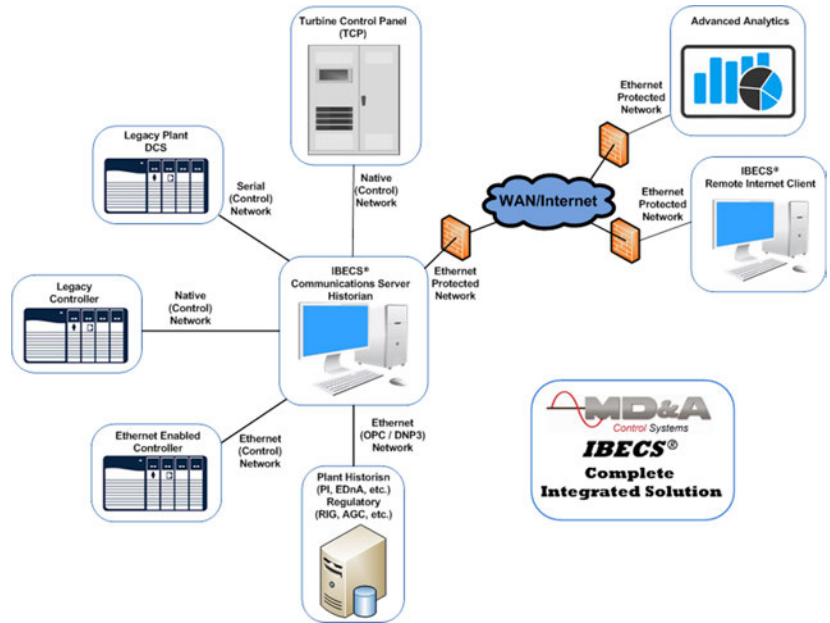 Turbine Control Panel
(TCP)
Advanced Analytics
Ethernet
Protected
Network
Legacy Plant
DCS
Serial
(Control)
Network
Native
(Control)
Network
WAN/Internet
Ethernet
Protected
Network
IBECS®
Remote Internet Client
IBECS®
Communications Server
Historian
Ethernet
Protected
Network
Legacy
Controller
Native
(Control)
Network
Ethernet Enabled
Controller
Ethernet
(Control)
Network
Ethernet
(OPC / DNP3)
Network
Plant Historisn
(PI, EDnA, etc.)
Regulatory
(RIG, AGC, etc.)
MD&A
Control Systems
IBECS®
Complete
Integrated Solution